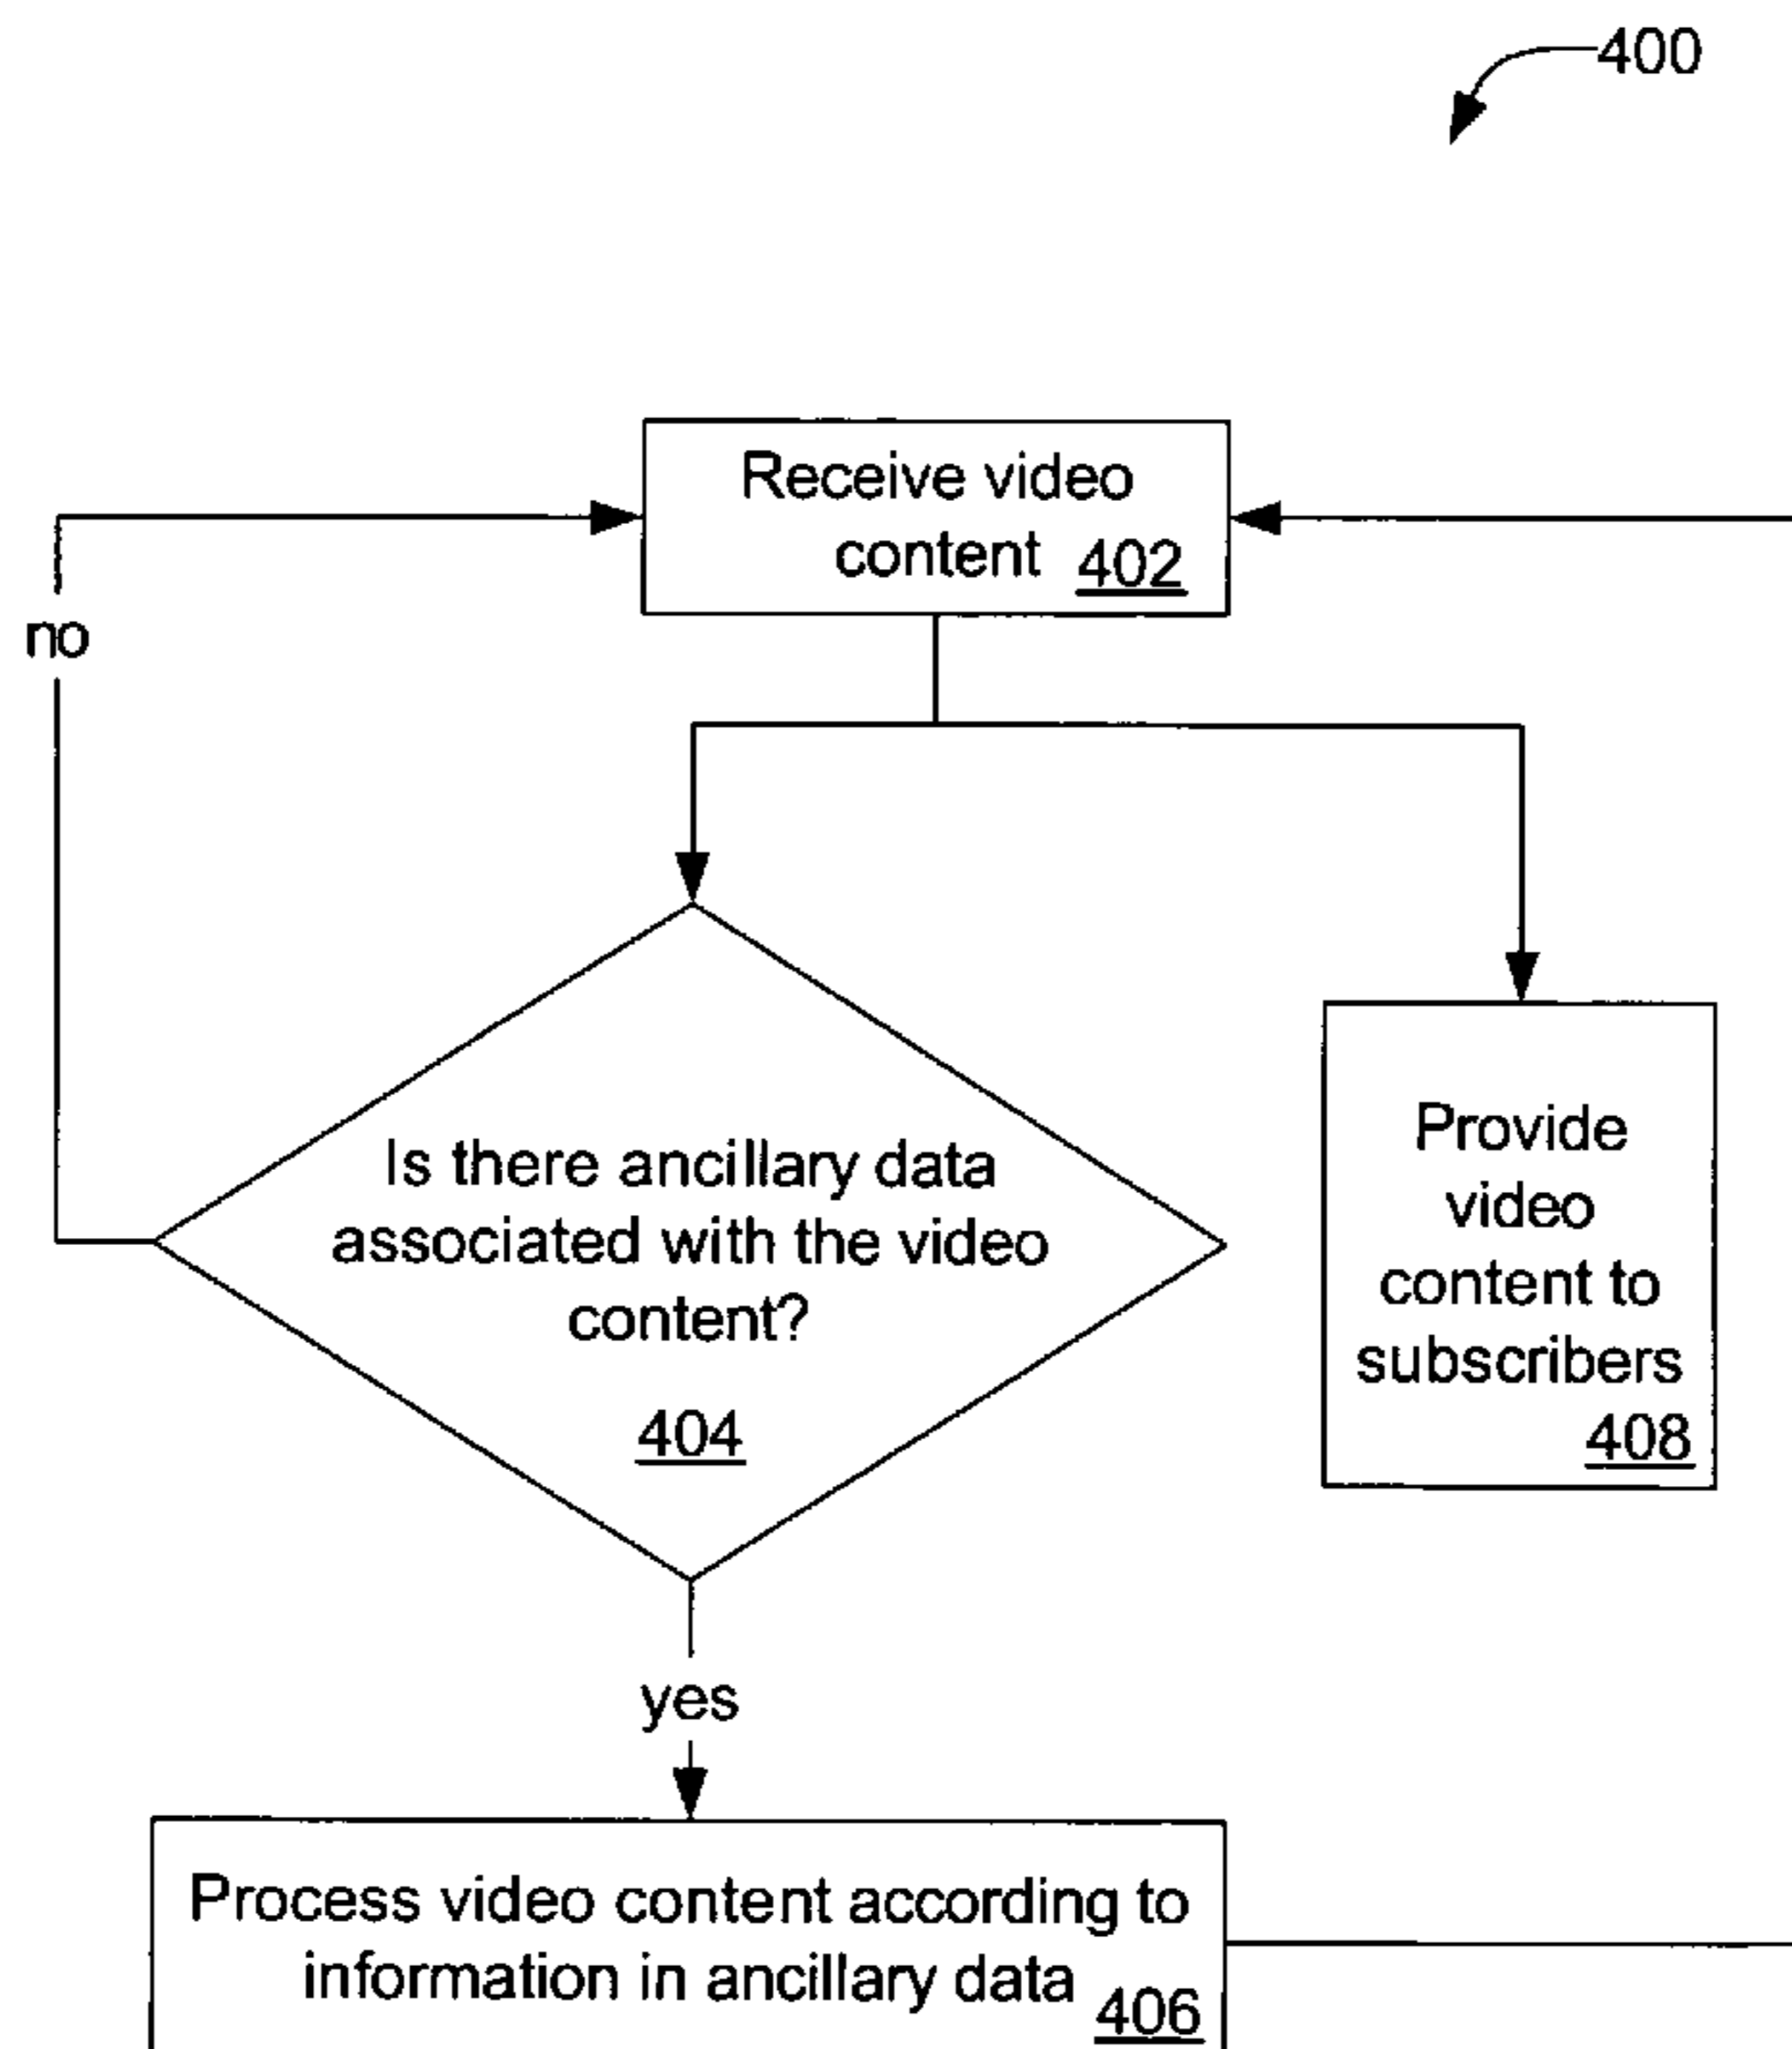 400
Receive video
content 402
no
Is there ancillary data
associated with the video
content?
404
Provide
video
content to
subscribers
408
yes
Process video content according to
information in ancillary data
406